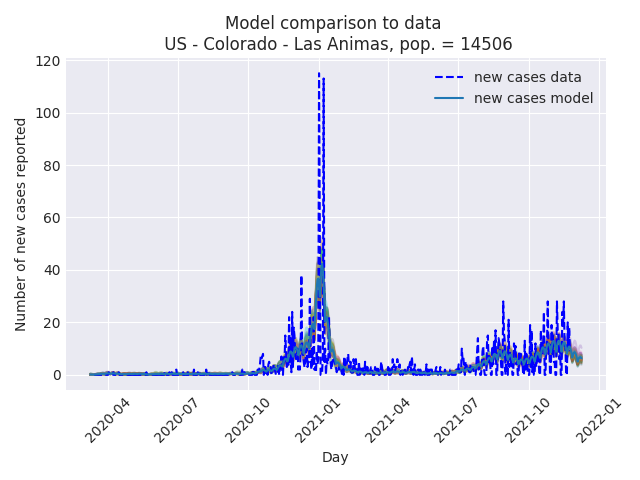 Model comparison to data
US - Colorado - Las Animas, pop. = 14506
120
100
80
60
40
20
0
Number of new cases reported
new cases data
new cases model
2020-04
2020-07
2020-10
2021-01
2021-04
2021-07
2021-10
2022-01
Day